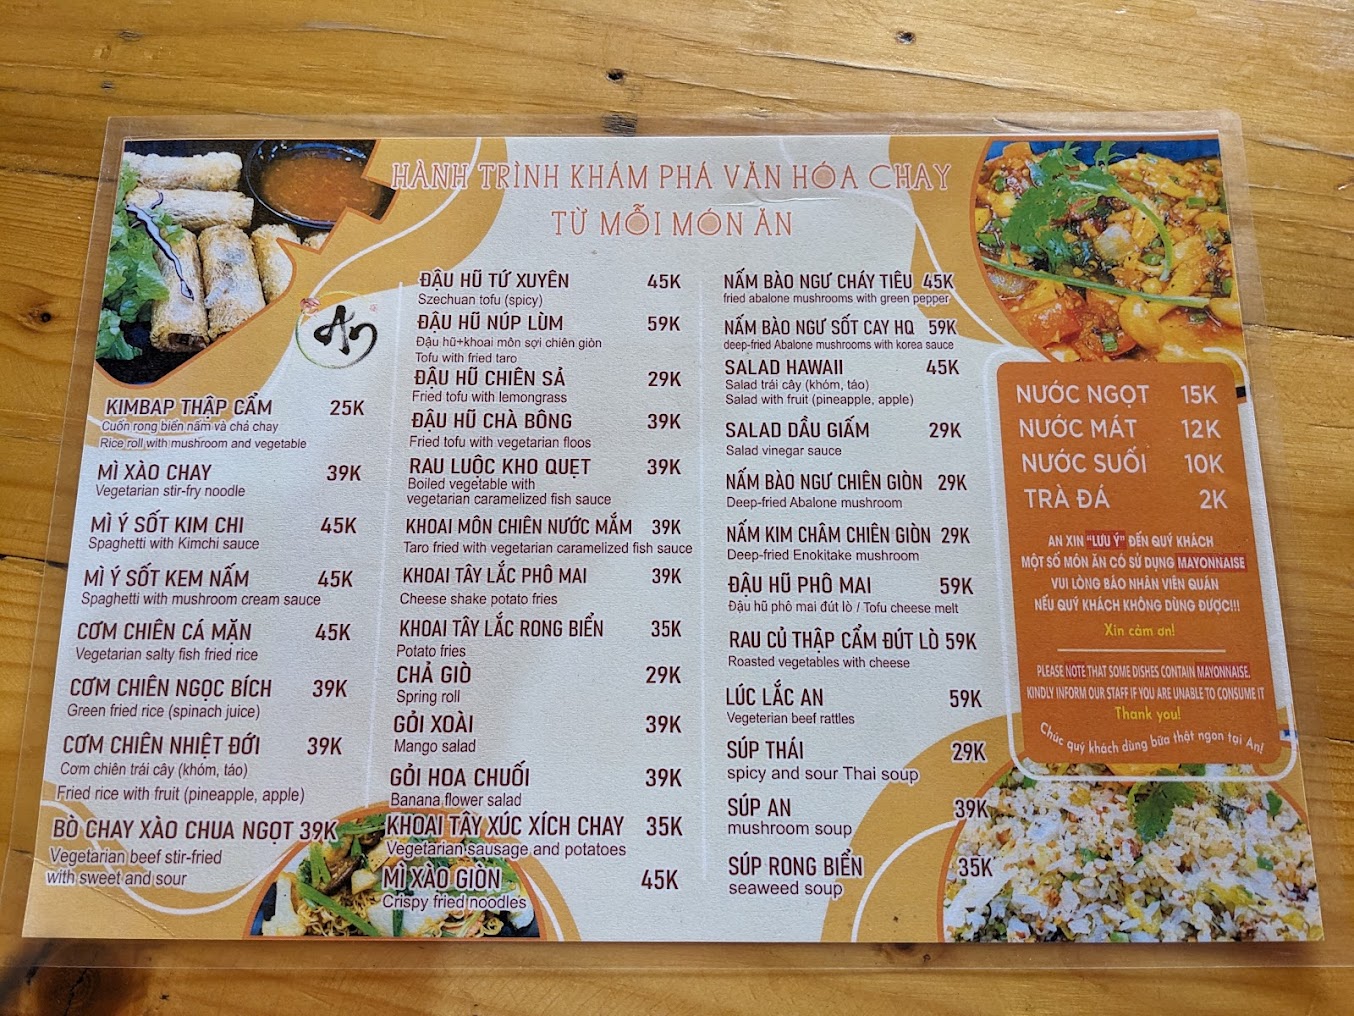 HÀNH TRÌNH KHÁM PHÁ VĂN HÓA CHAY
TỪ MỖI MÓN ĂN
An
KIMBAP THẬP CẨM 25K
Cuốn rong biển nấm và chả chay
Rice roll with mushroom and vegetable
MÌ XÀO CHAY 39K
Vegetarian stir-fry noodle
MÌ Ý SỐT KIM CHI 45K
Spaghetti with Kimchi sauce
MÌ Ý SỐT KEM NẤM 45K
Spaghetti with mushroom cream sauce
CƠM CHIÊN CÁ MẶN 45K
Vegetarian salty fish fried rice
CƠM CHIÊN NGỌC BÍCH 39K
Green fried rice (spinach juice)
CƠM CHIÊN NHIỆT ĐỚI 39K
Cơm chiên trái cây (khóm, táo)
Fried rice with fruit (pineapple, apple)
BÒ CHAY XÀO CHUA NGỌT 39K
Vegetarian beef stir-fried
with sweet and sour
ĐẬU HŨ TỨ XUYÊN 45K
Szechuan tofu (spicy)
ĐẬU HŨ NÚP LÙM 59K
Đậu hũ+khoai môn sợi chiên giòn
Tofu with fried taro
ĐẬU HŨ CHIÊN SẢ 29K
Fried tofu with lemongrass
ĐẬU HŨ CHÀ BÔNG 39K
Fried tofu with vegetarian floos
RAU LUỘC KHO QUẸT 39K
Boiled vegetable with
vegetarian caramelized fish sauce
KHOAI MÔN CHIÊN NƯỚC MẮM 39K
Taro fried with vegetarian caramelized fish sauce
KHOAI TÂY LẮC PHÔ MAI 39K
Cheese shake potato fries
KHOAI TÂY LẮC RONG BIỂN 35K
Potato fries
CHẢ GIÒ 29K
Spring roll
GỎI XOÀI 39K
Mango salad
GỎI HOA CHUỐI 39K
Banana flower salad
KHOAI TÂY XÚC XÍCH CHAY 35K
Vegetarian sausage and potatoes
MÌ XÀO GIÒN 45K
Crispy fried noodles
NẤM BÀO NGƯ CHÁY TIÊU 45K
fried abalone mushrooms with green pepper
NẤM BÀO NGƯ SỐT CAY HQ 59K
deep-fried Abalone mushrooms with korea sauce
SALAD HAWAII 45K
Salad trái cây (khóm, táo)
Salad with fruit (pineapple, apple)
SALAD DẦU GIẤM 29K
Salad vinegar sauce
NẤM BÀO NGƯ CHIÊN GIÒN 29K
Deep-fried Abalone mushroom
NẤM KIM CHÂM CHIÊN GIÒN 29K
Deep-fried Enokitake mushroom
ĐẬU HŨ PHÔ MAI 59K
Đậu hũ phô mai đút lò / Tofu cheese melt
RAU CỦ THẬP CẨM ĐÚT LÒ 59K
Roasted vegetables with cheese
LÚC LẮC AN 59K
Vegeterian beef rattles
SÚP THÁI 29K
spicy and sour Thai soup
SÚP AN 39K
mushroom soup
SÚP RONG BIỂN 35K
seaweed soup
NƯỚC NGỌT 15K
NƯỚC MÁT 12K
NƯỚC SUỐI 10K
TRÀ ĐÁ 2K
AN XIN "LƯU Ý" ĐẾN QUÝ KHÁCH
MỘT SỐ MÓN ĂN CÓ SỬ DỤNG MAYONNAISE
VUI LÒNG BÁO NHÂN VIÊN QUÁN
NẾU QUÝ KHÁCH KHÔNG DÙNG ĐƯỢC!!!
Xin cảm ơn!
PLEASE NOTE THAT SOME DISHES CONTAIN MAYONNAISE.
KINDLY INFORM OUR STAFF IF YOU ARE UNABLE TO CONSUME IT
Thank you!
Chúc quý khách dùng bữa thật ngon tại An!